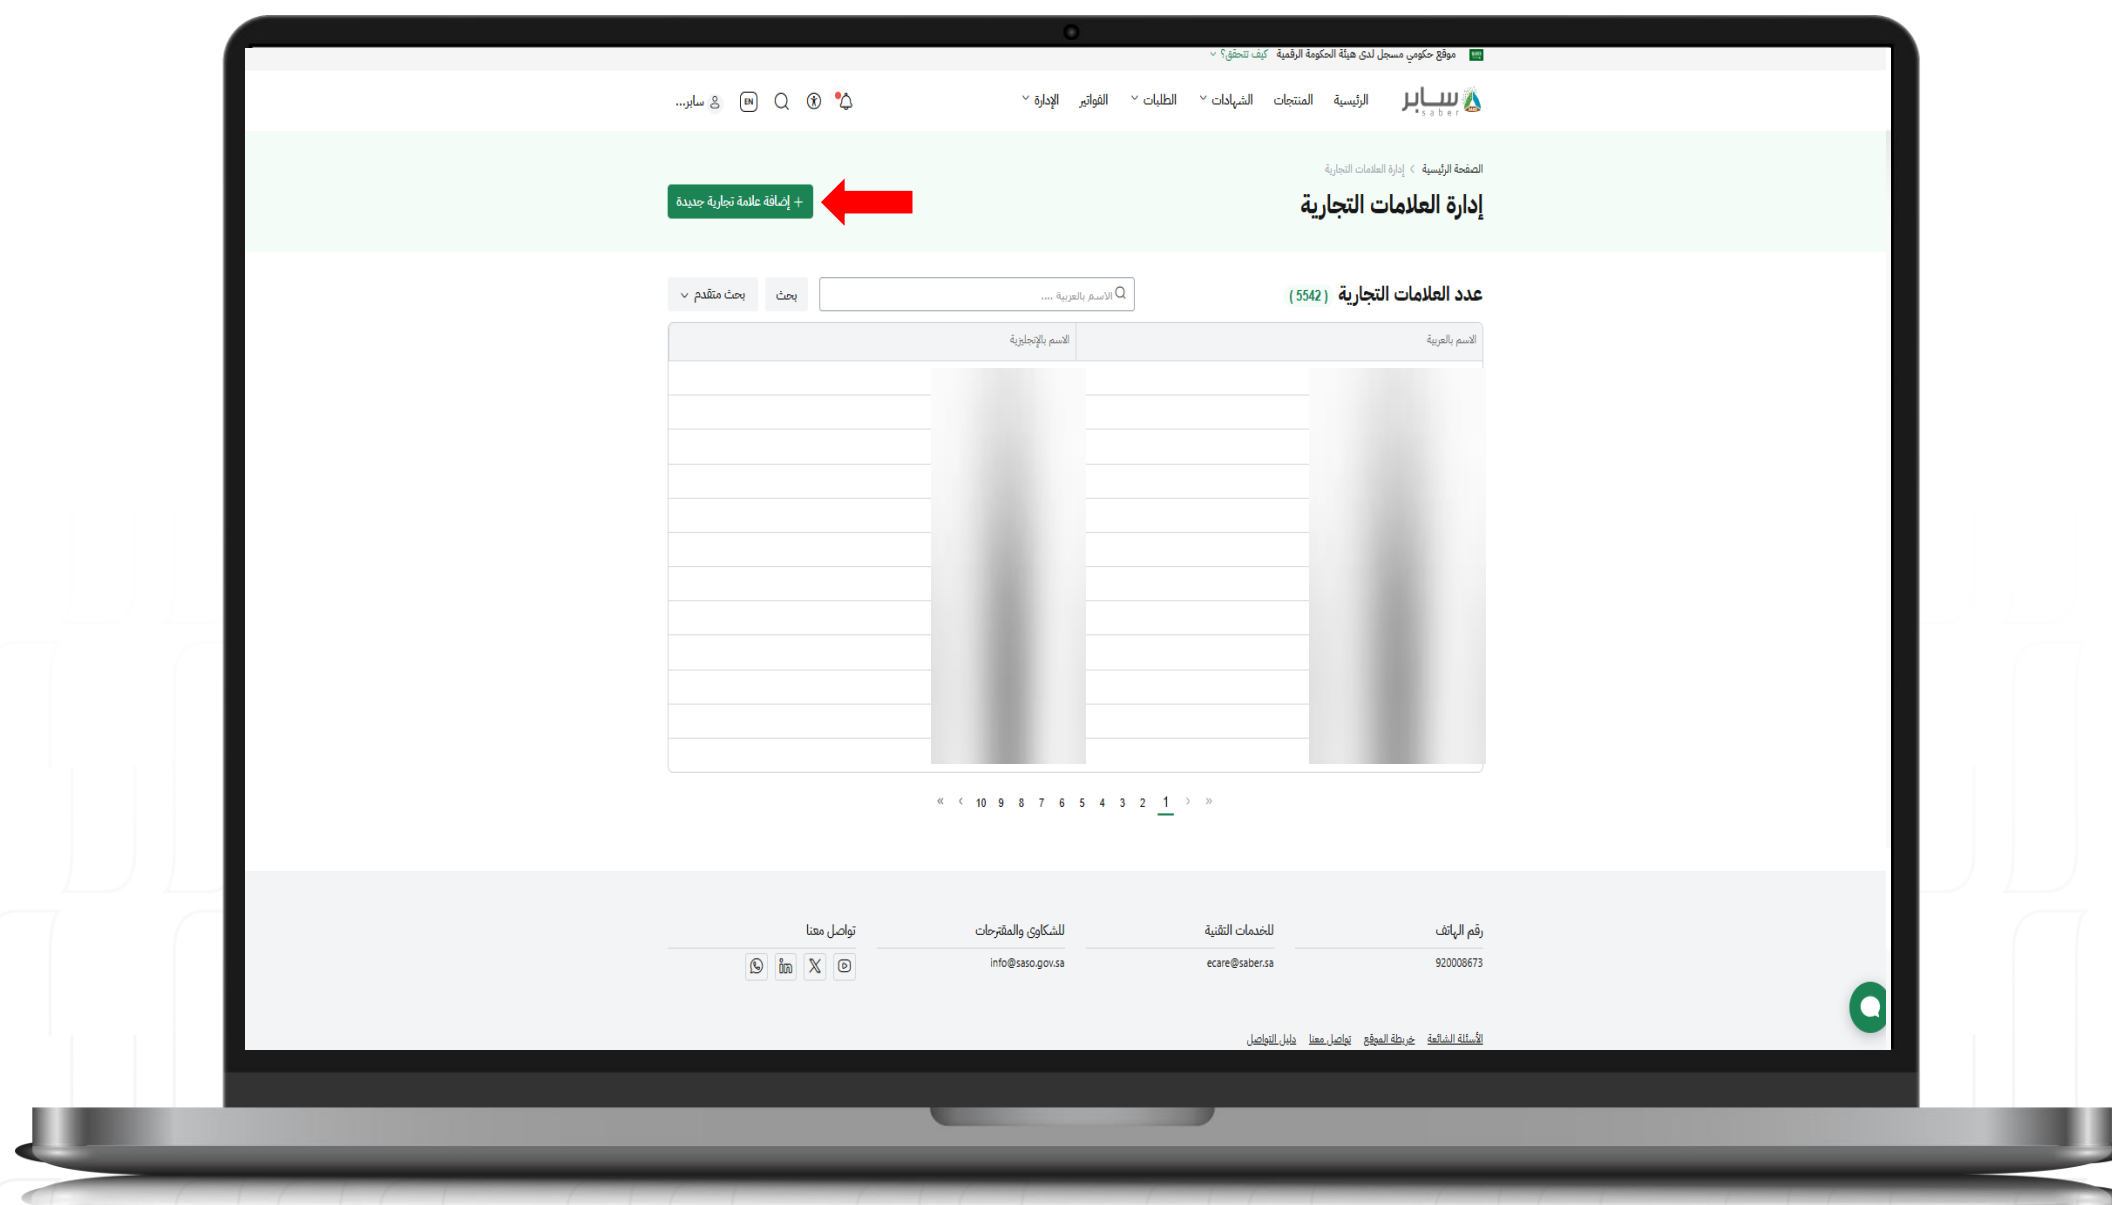 موقع حكومي مسجل لدى هيئة الحكومة الرقمية كيف تتحقق؟
سابر
saber
الرئيسية المنتجات الشهادات الطلبات الفواتير الإدارة EN سابر...
الصفحة الرئيسية > إدارة العلامات التجارية
إدارة العلامات التجارية
+ إضافة علامة تجارية جديدة
عدد العلامات التجارية (5542)
الاسم بالعربية ....
بحث
بحث متقدم
الاسم بالعربية الاسم بالإنجليزية
« ‹ 1 2 3 4 5 6 7 8 9 10 › »
رقم الهاتف للخدمات التقنية للشكاوى والمقترحات تواصل معنا
920008673 ecare@saber.sa info@saso.gov.sa
الأسئلة الشائعة خريطة الموقع تواصل معنا دليل التواصل